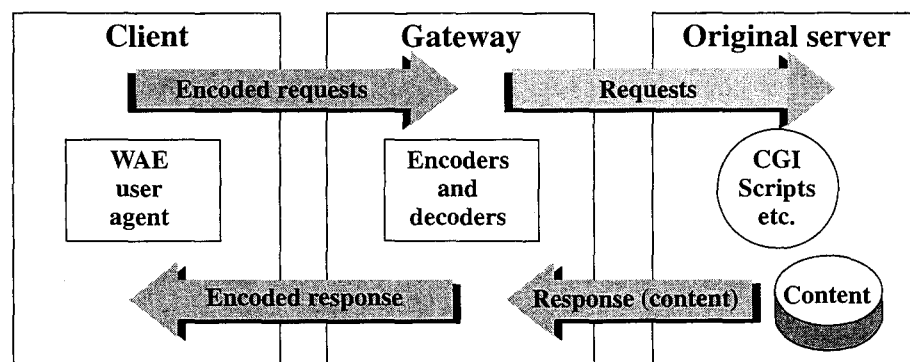 Client
Gateway
Original server
Encoded requests
Requests
WAE
user
agent
Encoders
and
decoders
CGI
Scripts
etc.
Encoded response
Response (content)
Content